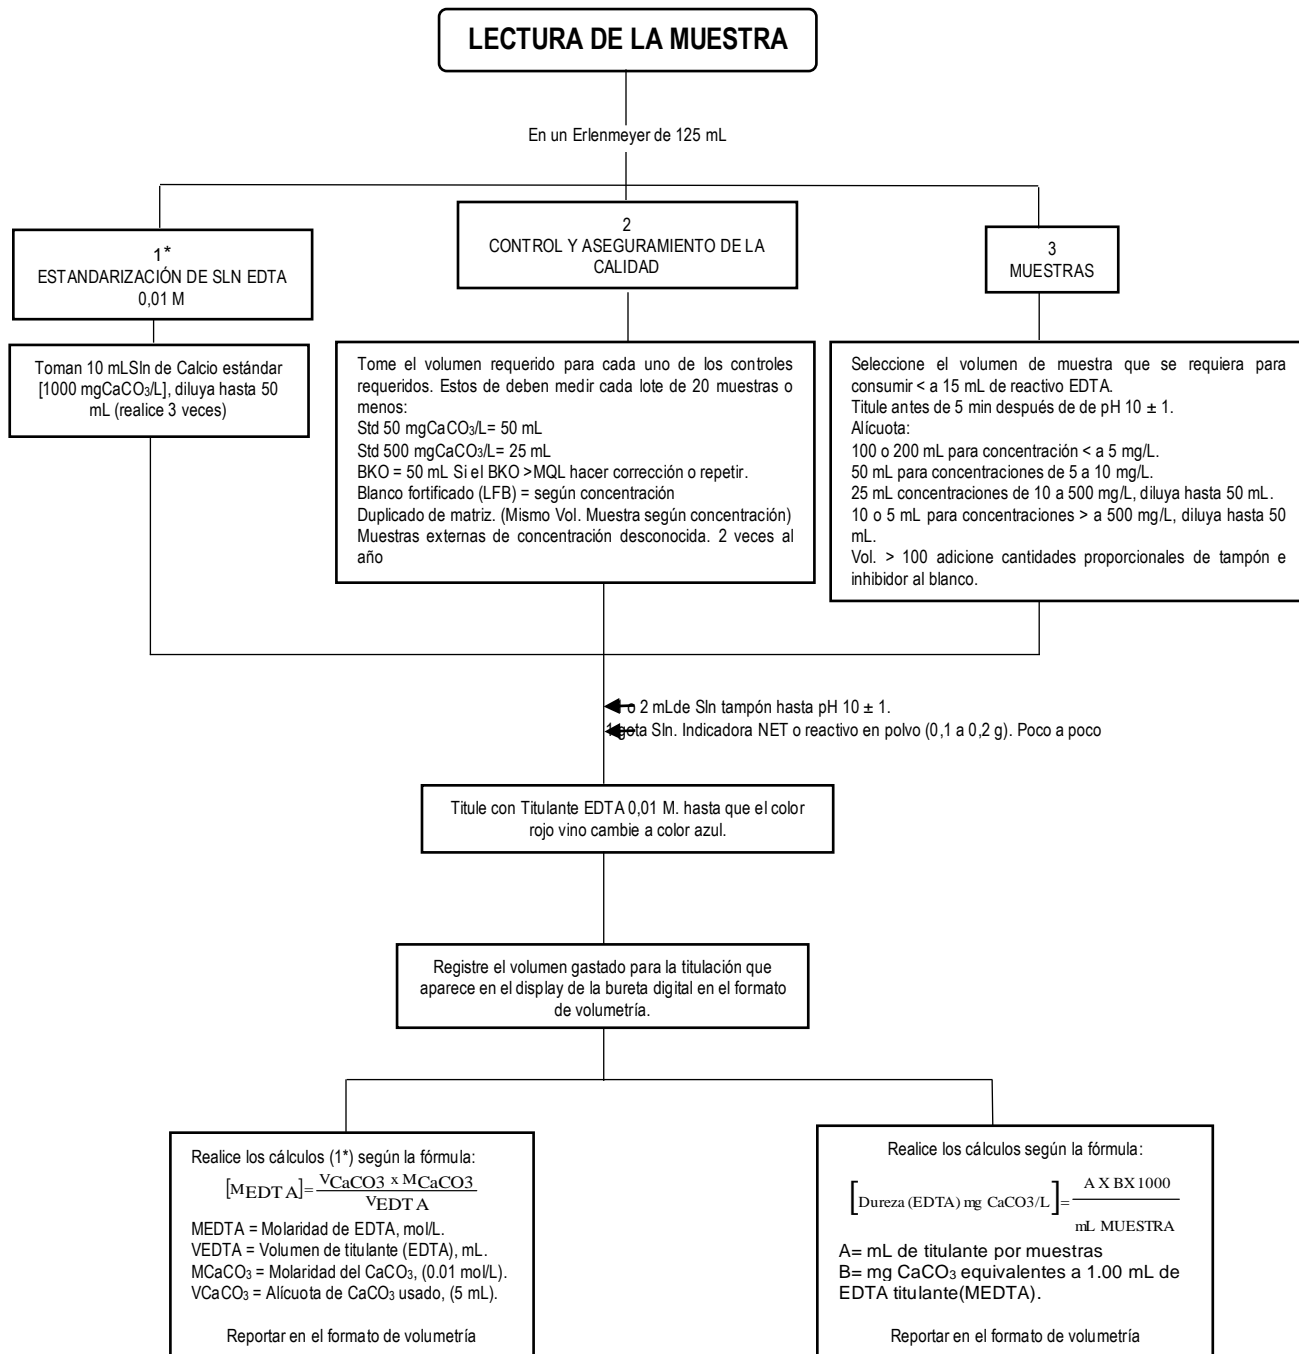 LECTURA DE LA MUESTRA
En un Erlenmeyer de 125 mL
1*
ESTANDARIZACIÓN DE SLN EDTA
0,01 M
2
CONTROL Y ASEGURAMIENTO DE LA
CALIDAD
3
MUESTRAS
Toman 10 mLSln de Calcio estándar
[1000 mgCaCO3/L], diluya hasta 50
mL (realice 3 veces)
Tome el volumen requerido para cada uno de los controles
requeridos. Estos de deben medir cada lote de 20 muestras o
menos:
Std 50 mgCaCO3/L= 50 mL
Std 500 mgCaCO3/L= 25 mL
BKO = 50 mL Si el BKO >MQL hacer corrección o repetir.
Blanco fortificado (LFB) = según concentración
Duplicado de matriz. (Mismo Vol. Muestra según concentración)
Muestras externas de concentración desconocida. 2 veces al
año
Seleccione el volumen de muestra que se requiera para
consumir < a 15 mL de reactivo EDTA.
Titule antes de 5 min después de de pH 10 ± 1.
Alícuota:
100 o 200 mL para concentración < a 5 mg/L.
50 mL para concentraciones de 5 a 10 mg/L.
25 mL concentraciones de 10 a 500 mg/L, diluya hasta 50 mL.
10 o 5 mL para concentraciones > a 500 mg/L, diluya hasta 50
mL.
Vol. > 100 adicione cantidades proporcionales de tampón e
inhibidor al blanco.
o 2 mLde Sln tampón hasta pH 10 ± 1.
1 gota Sln. Indicadora NET o reactivo en polvo (0,1 a 0,2 g). Poco a poco
Titule con Titulante EDTA 0,01 M. hasta que el color
rojo vino cambie a color azul.
Registre el volumen gastado para la titulación que
aparece en el display de la bureta digital en el formato
de volumetría.
Realice los cálculos (1*) según la fórmula:
[MEDTA]= VCaCO3 x MCaCO3
VEDTA
MEDTA = Molaridad de EDTA, mol/L.
VEDTA = Volumen de titulante (EDTA), mL.
MCaCO3 = Molaridad del CaCO3, (0.01 mol/L).
VCaCO3 = Alícuota de CaCO3 usado, (5 mL).
Reportar en el formato de volumetría
Realice los cálculos según la fórmula:
[Dureza (EDTA) mg CaCO3/L]= A X BX 1000
mL MUESTRA
A= mL de titulante por muestras
B= mg CaCO3 equivalentes a 1.00 mL de
EDTA titulante(MEDTA).
Reportar en el formato de volumetría